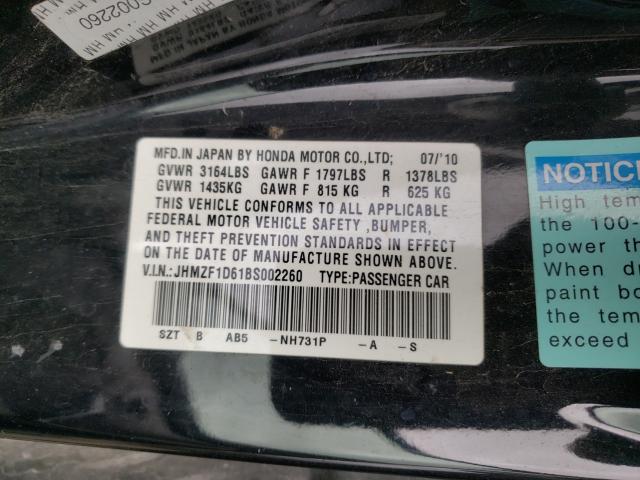 C002260
MFD.IN JAPAN BY HONDA MOTOR CO.,LTD; 07/'10
GVWR 3164LBS GAWR F 1797LBS R 1378LBS
GVWR 1435KG GAWR F 815 KG R 625 KG
THIS VEHICLE CONFORMS TO ALL APPLICABLE
FEDERAL MOTOR VEHICLE SAFETY ,BUMPER,
AND THEFT PREVENTION STANDARDS IN EFFECT
ON THE DATE OF MANUFACTURE SHOWN ABOVE.
V.I.N.:JHMZF1D61BS002260 TYPE:PASSENGER CAR
SZT B AB5 -NH731P -A -S
NOTICE
High tem
the 100-
power th
When dr
paint bo
the tem
exceed